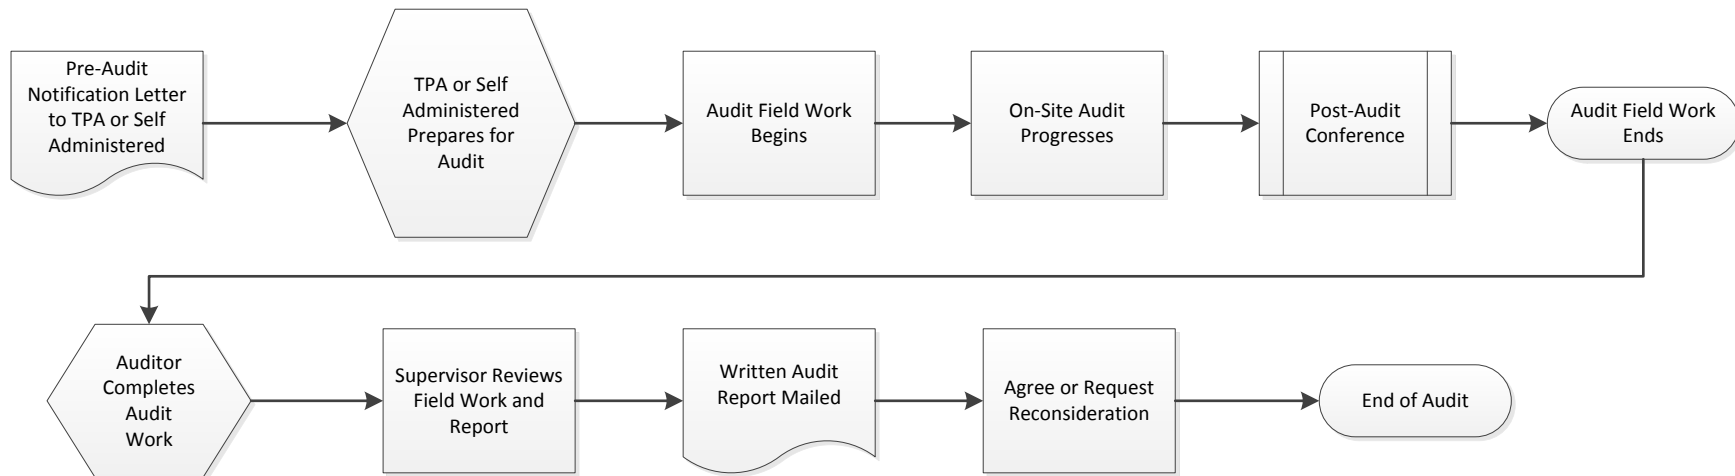 Pre-Audit
Notification Letter
to TPA or Self
Administered
TPA or Self
Administered
Prepares for
Audit
Audit Field Work
Begins
On-Site Audit
Progresses
Post-Audit
Conference
Audit Field Work
Ends
Auditor
Completes
Audit
Work
Supervisor Reviews
Field Work and
Report
Written Audit
Report Mailed
Agree or Request
Reconsideration
End of Audit